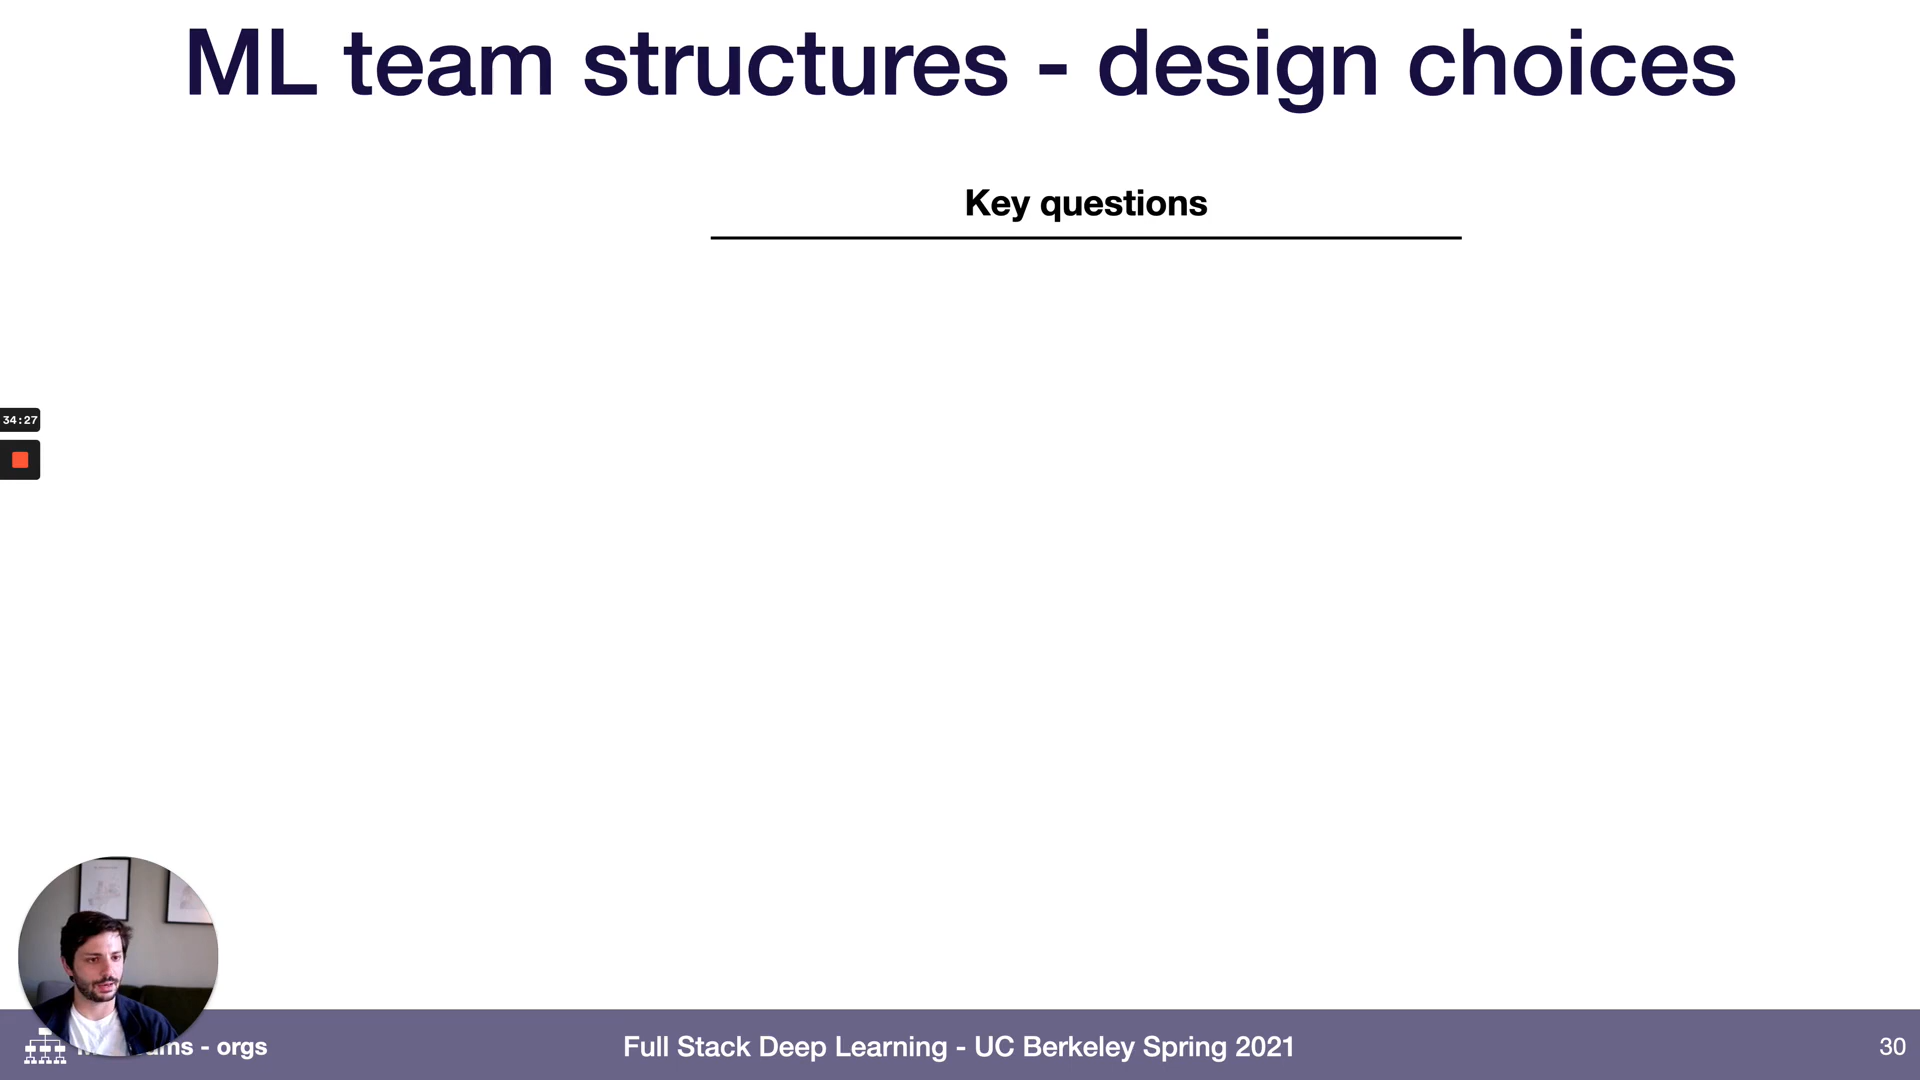 ML team structures - design choices
Key questions
34:27
- orgs
Full Stack Deep Learning - UC Berkeley Spring 2021
30